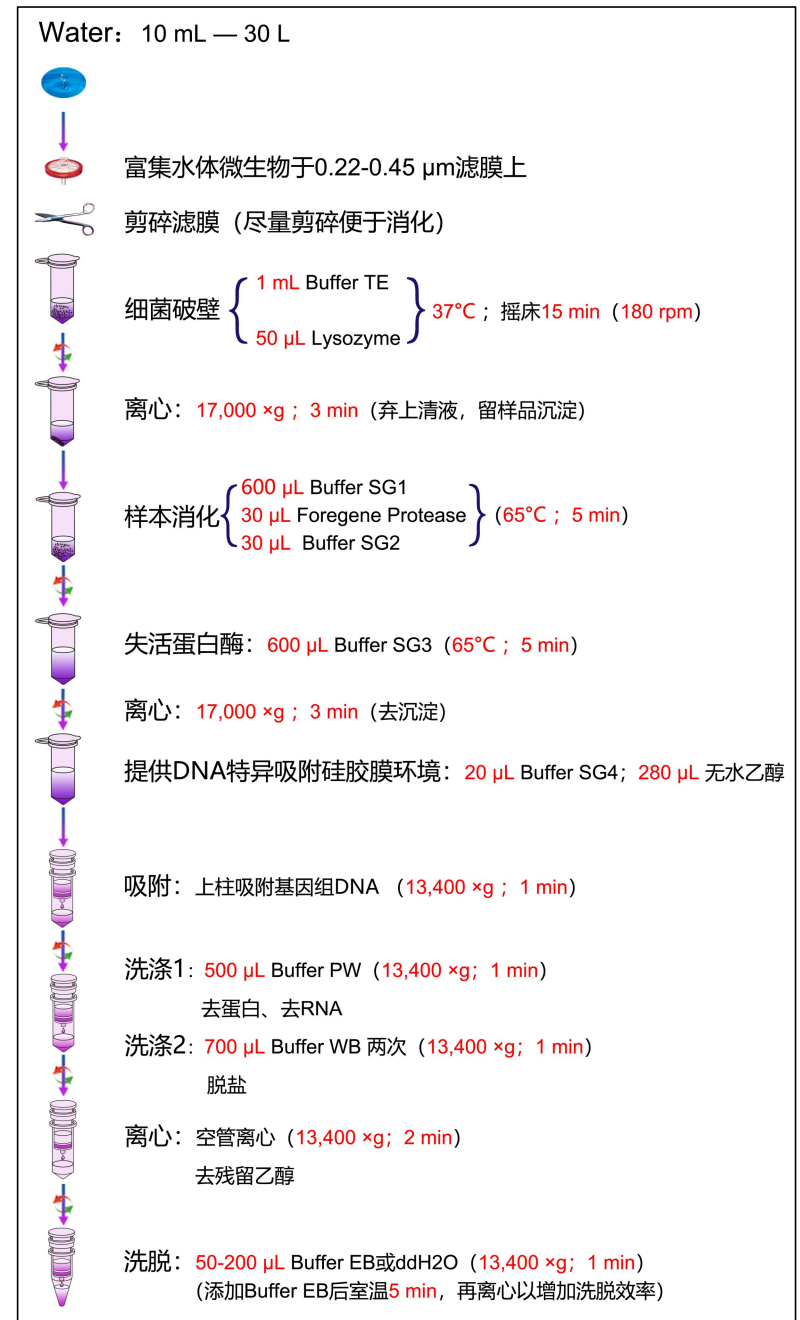 Water：10 mL — 30 L
富集水体微生物于0.22-0.45 μm滤膜上
剪碎滤膜（尽量剪碎便于消化）
细菌破壁 { 1 mL Buffer TE
50 μL Lysozyme } 37℃ ；摇床15 min（180 rpm）
离心：17,000 ×g ；3 min（弃上清液，留样品沉淀）
样本消化 { 600 μL Buffer SG1
30 μL Foregene Protease
30 μL Buffer SG2 } （65℃ ；5 min）
失活蛋白酶：600 μL Buffer SG3（65℃ ；5 min）
离心：17,000 ×g ；3 min（去沉淀）
提供DNA特异吸附硅胶膜环境：20 μL Buffer SG4；280 μL 无水乙醇
吸附：上柱吸附基因组DNA （13,400 ×g ；1 min）
洗涤1：500 μL Buffer PW（13,400 ×g；1 min）
去蛋白、去RNA
洗涤2：700 μL Buffer WB 两次（13,400 ×g；1 min）
脱盐
离心：空管离心（13,400 ×g；2 min）
去残留乙醇
洗脱：50-200 μL Buffer EB或ddH2O（13,400 ×g；1 min）
（添加Buffer EB后室温5 min，再离心以增加洗脱效率）